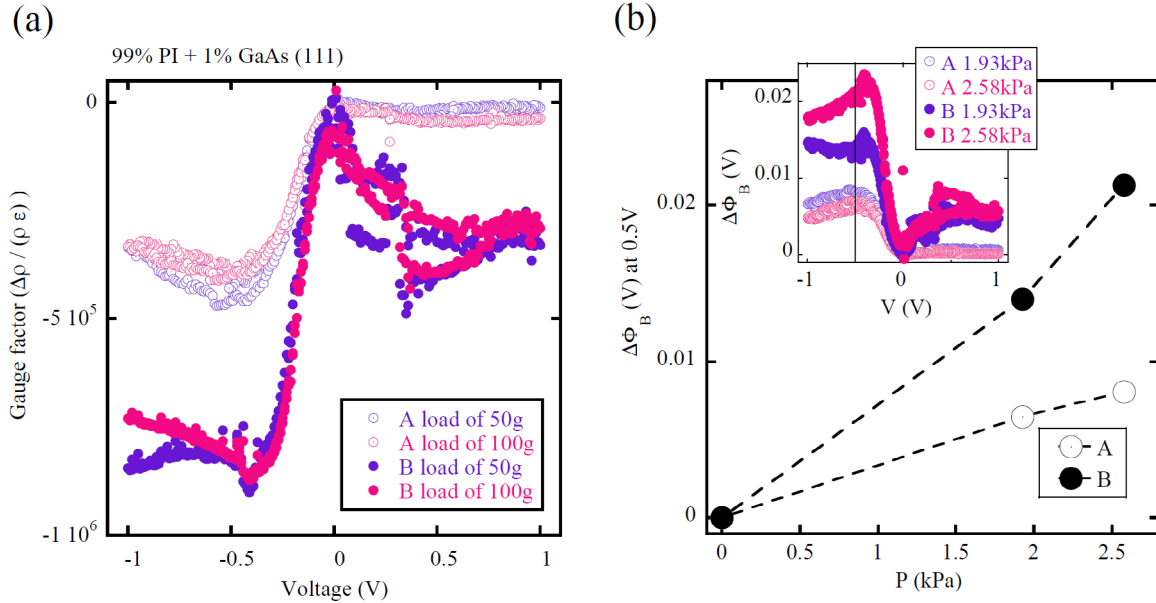 (a)
99% PI + 1% GaAs (111)
Gauge factor (Δρ / (ρ ε ))
0
-5 10⁵
-1 10⁶
-1
-0.5
0
0.5
1
Voltage (V)
A load of 50g
A load of 100g
B load of 50g
B load of 100g
(b)
ΔΦB (V) at 0.5V
0.02
0.01
0
0
0.5
1
1.5
2
2.5
P (kPa)
A
B
ΔΦB (V)
0.02
0.01
0
-1
0
1
V (V)
A 1.93kPa
A 2.58kPa
B 1.93kPa
B 2.58kPa